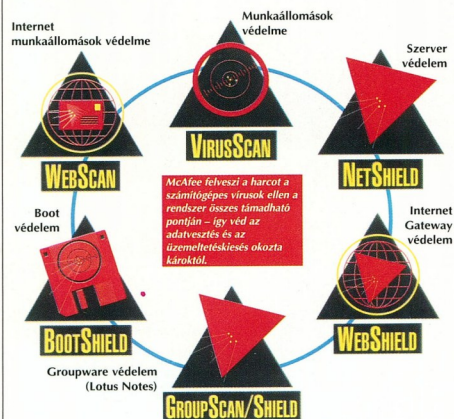 Internet
munkaállomások védelme
WEBSCAN
Munkaállomások
védelme
VIRUSSCAN
Szerver
védelem
NETSHIELD
McAfee felveszi a harcot a
számítógépes vírusok ellen a
rendszer összes támadható
pontján – így véd az
adatvesztés és az
üzemeltetéskiesés okozta
károktól.
Boot
védelem
BOOTSHIELD
Internet
Gateway
védelem
WEBSHIELD
Groupware védelem
(Lotus Notes)
GROUPSCAN/SHIELD